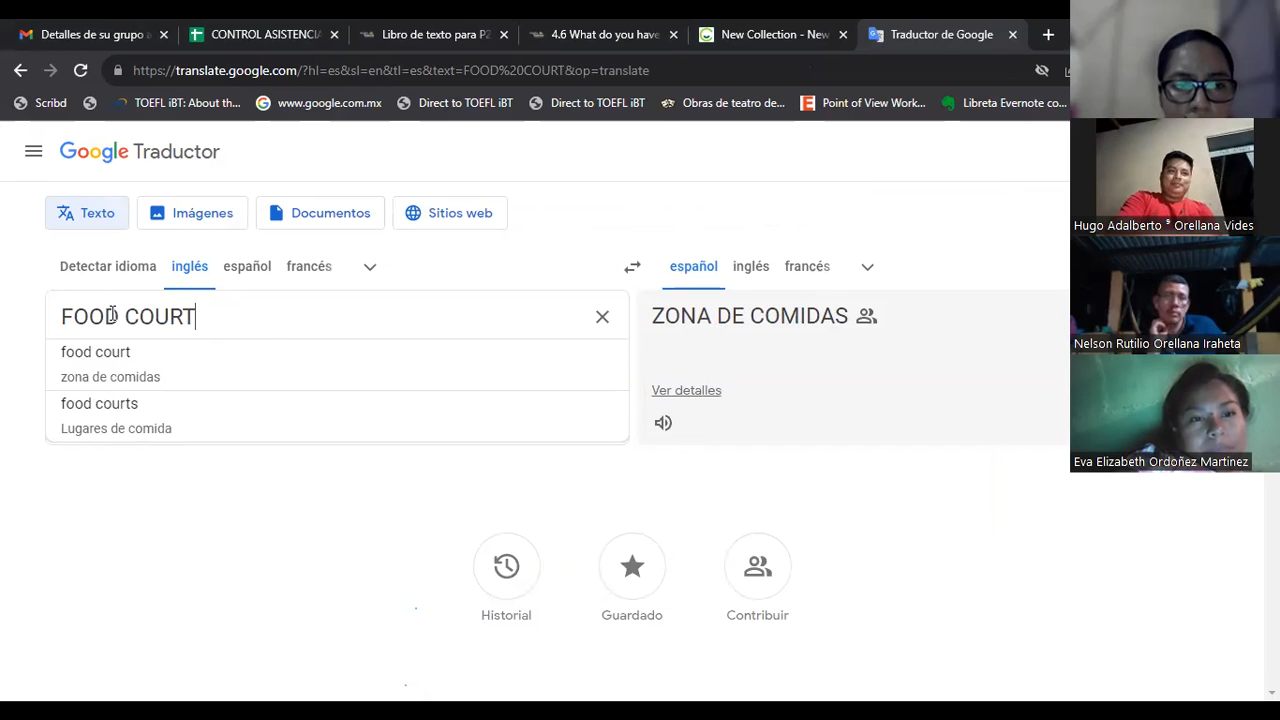 Detalles de su grupo
CONTROL ASISTENCIA
Libro de texto para P2
4.6 What do you have
New Collection - New
Traductor de Google
https://translate.google.com/?hl=es&sl=en&tl=es&text=FOOD%20COURT&op=translate
Scribd
TOEFL iBT: About th...
www.google.com.mx
Direct to TOEFL iBT
Direct to TOEFL iBT
Obras de teatro de...
Point of View Work...
Libreta Evernote co...
Google Traductor
Texto
Imágenes
Documentos
Sitios web
Detectar idioma
inglés
español
francés
español
inglés
francés
FOOD COURT
food court
zona de comidas
food courts
Lugares de comida
ZONA DE COMIDAS
Ver detalles
Historial
Guardado
Contribuir
Hugo Adalberto ⁵ Orellana Vides
Nelson Rutilio Orellana Iraheta
Eva Elizabeth Ordoñez Martinez